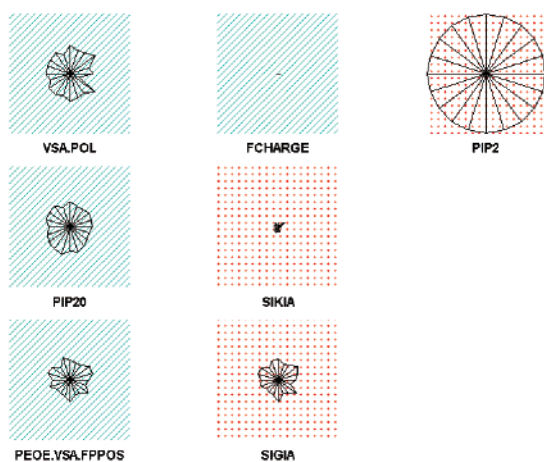 VSA.POL
FCHARGE
PIP2
PIP20
SIKIA
PEOE.VSA.FPPOS
SIGIA